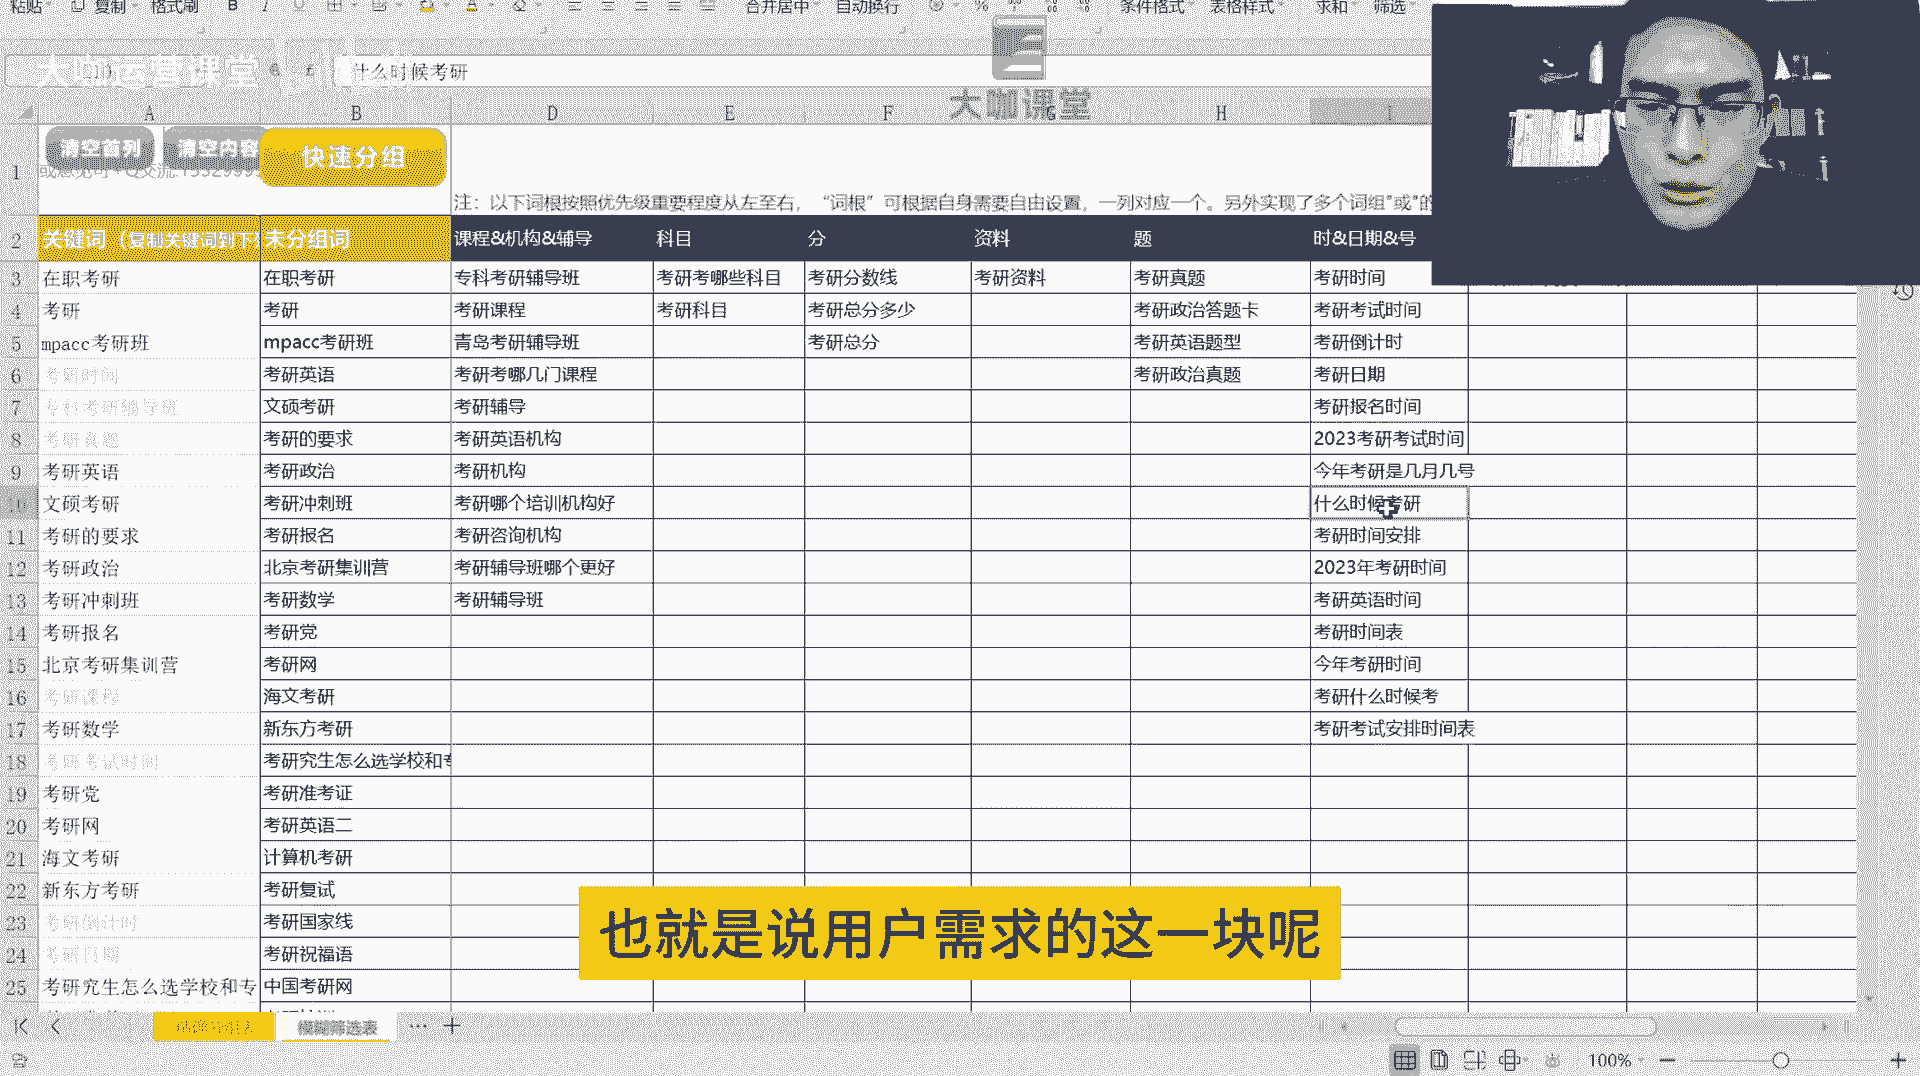 粘贴 复制 格式刷 B I U A 合并居中 自动换行 % 条件格式 表格样式 求和 筛选
大咖运营课堂
什么时候考研
大咖课堂
A B D E F G H I
清空首列 清空内容 快速分组
1 注：以下词根按照优先级重要程度从左至右，“词根”可根据自身需要自由设置，一列对应一个。另外实现了多个词组"或"的
2 关键词（复制关键词到下 未分组词 课程&机构&辅导 科目 分 资料 题 时&日期&号
3 在职考研 在职考研 专科考研辅导班 考研考哪些科目 考研分数线 考研资料 考研真题 考研时间
4 考研 考研 考研课程 考研科目 考研总分多少 考研政治答题卡 考研考试时间
5 mpacc考研班 mpacc考研班 青岛考研辅导班 考研总分 考研英语题型 考研倒计时
6 考研时间 考研英语 考研考哪几门课程 考研政治真题 考研日期
7 专科考研辅导班 文硕考研 考研辅导 考研报名时间
8 考研真题 考研的要求 考研英语机构 2023考研考试时间
9 考研英语 考研政治 考研机构 今年考研是几月几号
10 文硕考研 考研冲刺班 考研哪个培训机构好 什么时候考研
11 考研的要求 考研报名 考研咨询机构 考研时间安排
12 考研政治 北京考研集训营 考研辅导班哪个更好 2023年考研时间
13 考研冲刺班 考研数学 考研辅导班 考研英语时间
14 考研报名 考研党 考研时间表
15 北京考研集训营 考研网 今年考研时间
16 考研课程 海文考研 考研什么时候考
17 考研数学 新东方考研 考研考试安排时间表
18 考研考试时间 考研究生怎么选学校和专
19 考研党 考研准考证
20 考研网 考研英语二
21 海文考研 计算机考研
22 新东方考研 考研复试
23 考研倒计时 考研国家线
24 考研日期 考研祝福语
25 考研究生怎么选学校和专 中国考研网
也就是说用户需求的这一块呢
模糊筛选表 ··· +
100%